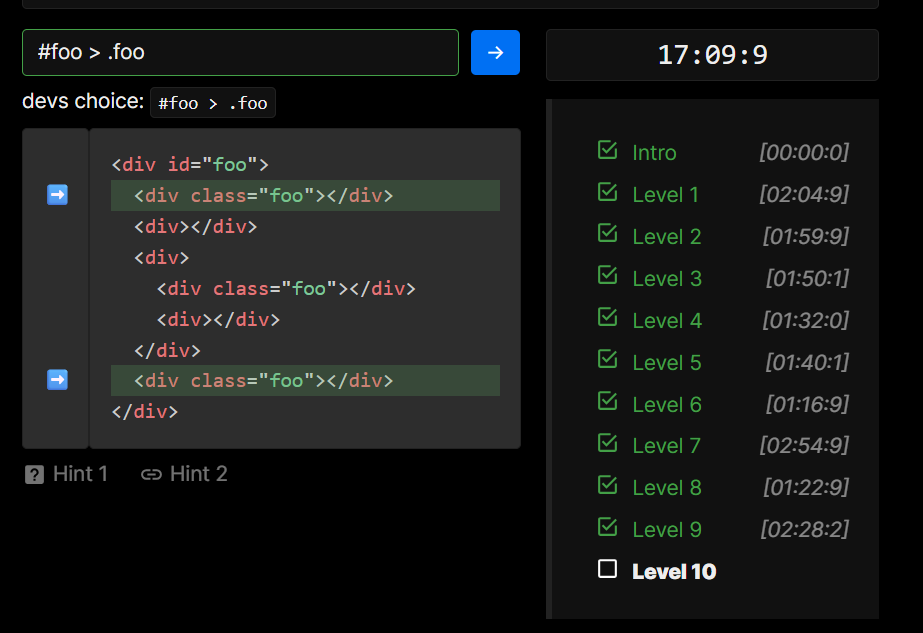 #foo > .foo
devs choice: #foo > .foo
<div id="foo">
<div class="foo"></div>
<div></div>
<div>
<div class="foo"></div>
<div></div>
</div>
<div class="foo"></div>
</div>
? Hint 1 Hint 2
17:09:9
Intro [00:00:0]
Level 1 [02:04:9]
Level 2 [01:59:9]
Level 3 [01:50:1]
Level 4 [01:32:0]
Level 5 [01:40:1]
Level 6 [01:16:9]
Level 7 [02:54:9]
Level 8 [01:22:9]
Level 9 [02:28:2]
Level 10